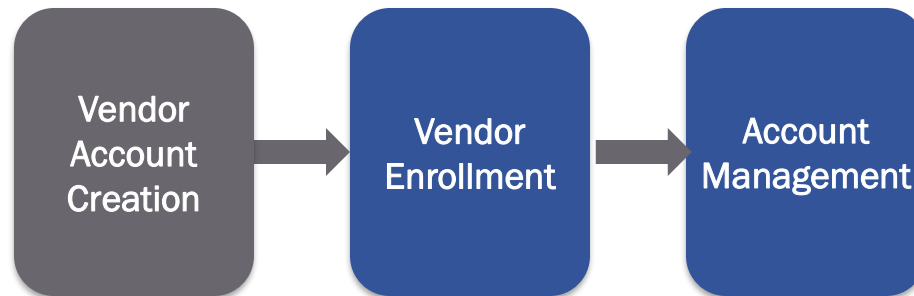 Vendor
Account
Creation
Vendor
Enrollment
Account
Management